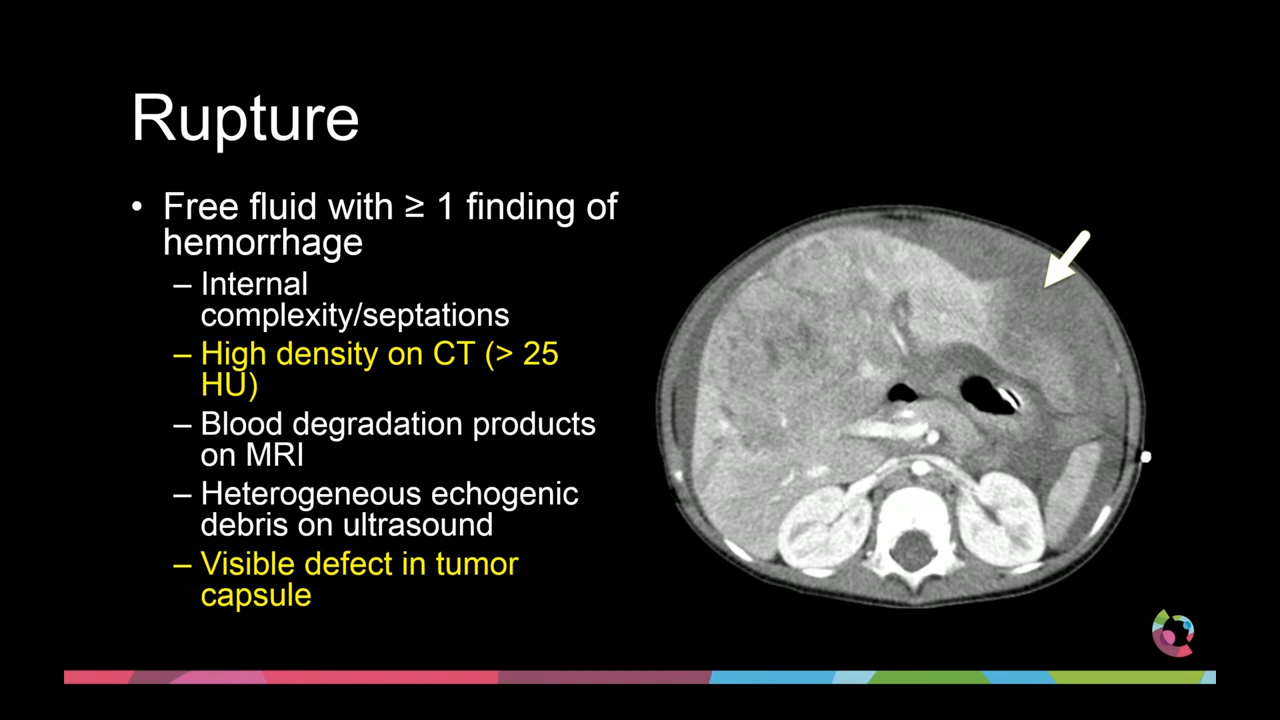 Rupture
• Free fluid with ≥ 1 finding of
hemorrhage
– Internal
complexity/septations
– High density on CT (> 25
HU)
– Blood degradation products
on MRI
– Heterogeneous echogenic
debris on ultrasound
– Visible defect in tumor
capsule